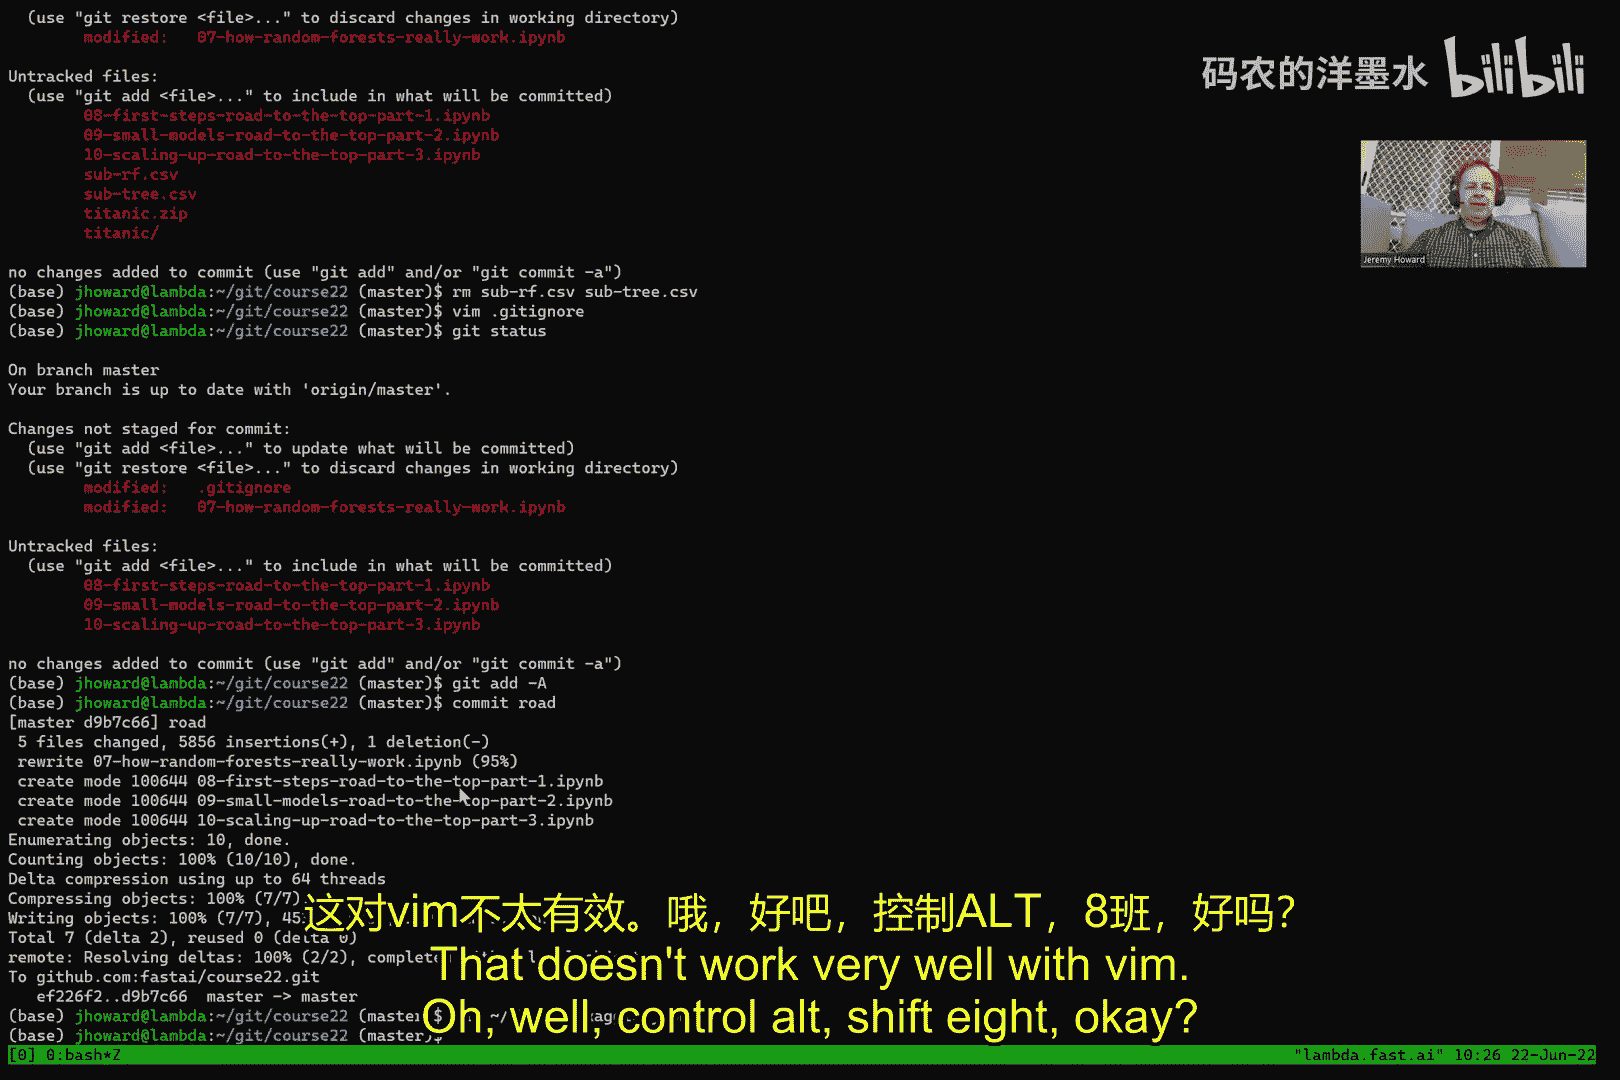 (use "git restore <file>..." to discard changes in working directory)
modified:   07-how-random-forests-really-work.ipynb
Untracked files:
(use "git add <file>..." to include in what will be committed)
08-first-steps-road-to-the-top-part-1.ipynb
09-small-models-road-to-the-top-part-2.ipynb
10-scaling-up-road-to-the-top-part-3.ipynb
sub-rf.csv
sub-tree.csv
titanic.zip
titanic/
码农的洋墨水 bilibili
Jeremy Howard
no changes added to commit (use "git add" and/or "git commit -a")
(base) jhoward@lambda:~/git/course22 (master)$ rm sub-rf.csv sub-tree.csv
(base) jhoward@lambda:~/git/course22 (master)$ vim .gitignore
(base) jhoward@lambda:~/git/course22 (master)$ git status
On branch master
Your branch is up to date with 'origin/master'.
Changes not staged for commit:
(use "git add <file>..." to update what will be committed)
(use "git restore <file>..." to discard changes in working directory)
modified:   .gitignore
modified:   07-how-random-forests-really-work.ipynb
Untracked files:
(use "git add <file>..." to include in what will be committed)
08-first-steps-road-to-the-top-part-1.ipynb
09-small-models-road-to-the-top-part-2.ipynb
10-scaling-up-road-to-the-top-part-3.ipynb
no changes added to commit (use "git add" and/or "git commit -a")
(base) jhoward@lambda:~/git/course22 (master)$ git add -A
(base) jhoward@lambda:~/git/course22 (master)$ commit road
[master d9b7c66] road
5 files changed, 5856 insertions(+), 1 deletion(-)
rewrite 07-how-random-forests-really-work.ipynb (95%)
create mode 100644 08-first-steps-road-to-the-top-part-1.ipynb
create mode 100644 09-small-models-road-to-the-top-part-2.ipynb
create mode 100644 10-scaling-up-road-to-the-top-part-3.ipynb
Enumerating objects: 10, done.
Counting objects: 100% (10/10), done.
Delta compression using up to 64 threads
Compressing objects: 100% (7/7)
Writing objects: 100% (7/7),
Total 7 (delta 2), reused 0 (delta 0)
remote: Resolving deltas: 100% (2/2),
To github.com:fastai/course22.git
ef226f2..d9b7c66  master -> master
(base) jhoward@lambda:~/git/course22 (master)$
(base) jhoward@lambda:~/git/course22 (master)$
这对vim不太有效。哦，好吧，控制ALT，8班，好吗？
That doesn't work very well with vim.
Oh, well, control alt, shift eight, okay?
[0] 0:bash*Z
"lambda.fast.ai" 10:26 22-Jun-22